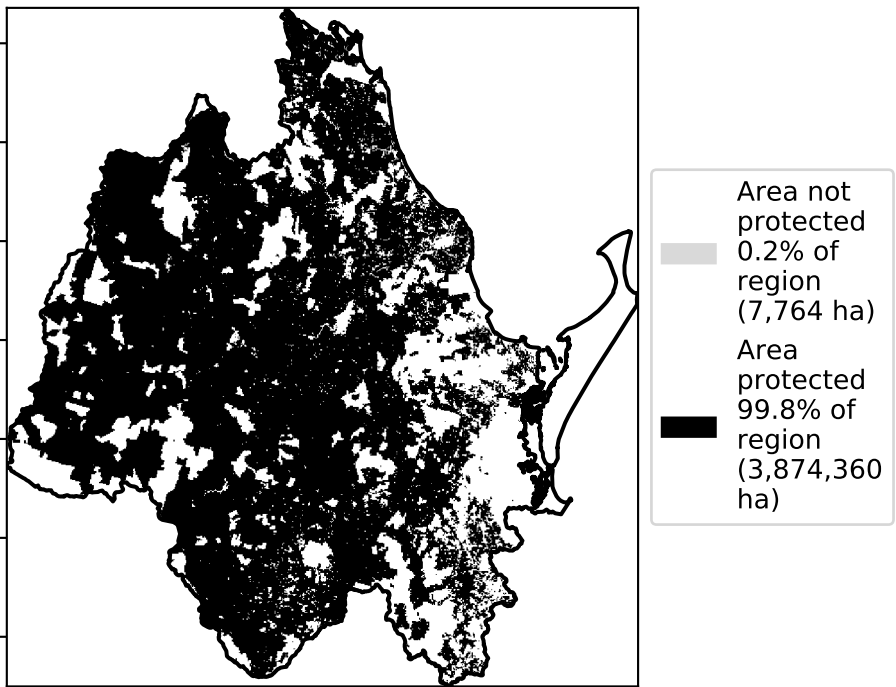 Area not
protected
0.2% of
region
(7,764 ha)
Area
protected
99.8% of
region
(3,874,360
ha)